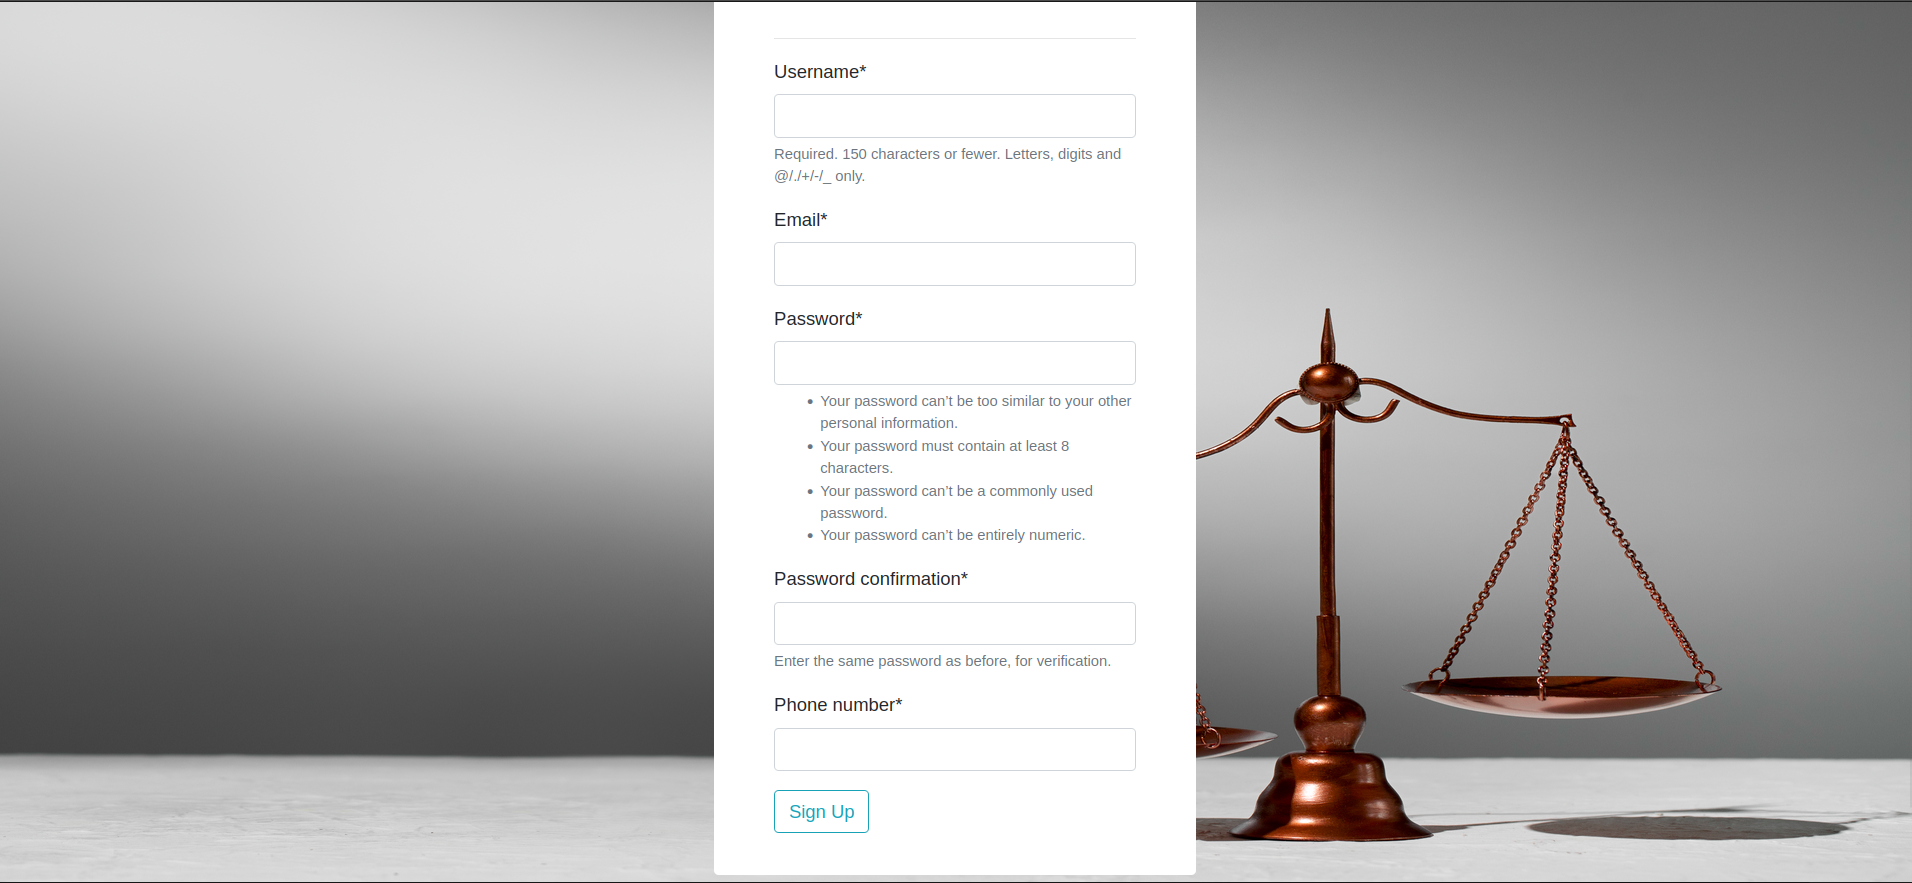 Username*
Required. 150 characters or fewer. Letters, digits and
@/./+/-/_ only.
Email*
Password*
• Your password can’t be too similar to your other
personal information.
• Your password must contain at least 8
characters.
• Your password can’t be a commonly used
password.
• Your password can’t be entirely numeric.
Password confirmation*
Enter the same password as before, for verification.
Phone number*
Sign Up